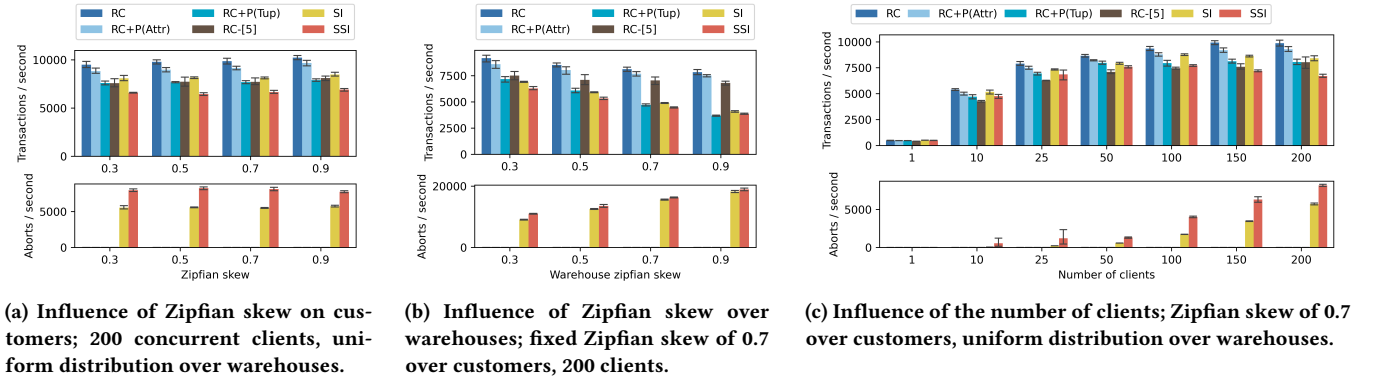 RC RC+P(Tup) SI
RC+P(Attr) RC-[5] SSI
Transactions / second
10000
5000
0
0.3 0.5 0.7 0.9
Aborts / second
5000
0
0.3 0.5 0.7 0.9
Zipfian skew
(a) Influence of Zipfian skew on cus-
tomers; 200 concurrent clients, uni-
form distribution over warehouses.
RC RC+P(Tup) SI
RC+P(Attr) RC-[5] SSI
Transactions / second
7500
5000
2500
0
0.3 0.5 0.7 0.9
Aborts / second
20000
10000
0
0.3 0.5 0.7 0.9
Warehouse zipfian skew
(b) Influence of Zipfian skew over
warehouses; fixed Zipfian skew of 0.7
over customers, 200 clients.
RC RC+P(Attr) RC+P(Tup) RC-[5] SI SSI
Transactions / second
10000
7500
5000
2500
0
1 10 25 50 100 150 200
Aborts / second
5000
0
1 10 25 50 100 150 200
Number of clients
(c) Influence of the number of clients; Zipfian skew of 0.7
over customers, uniform distribution over warehouses.